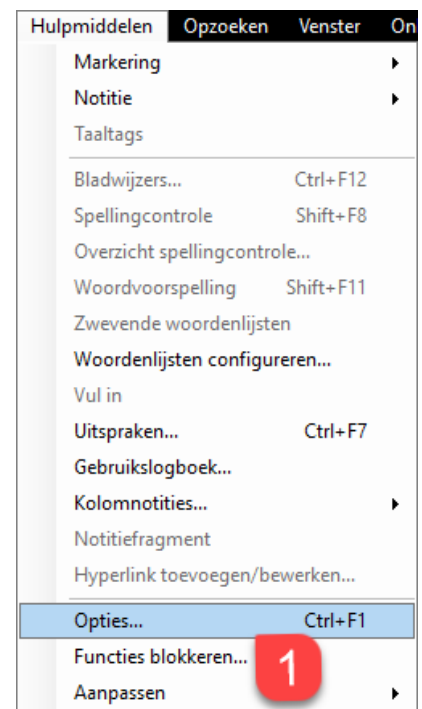 Hulpmiddelen Opzoeken Venster On
Markering
Notitie
Taaltags
Bladwijzers... Ctrl+F12
Spellingcontrole Shift+F8
Overzicht spellingcontrole...
Woordvoorspelling Shift+F11
Zwevende woordenlijsten
Woordenlijsten configureren...
Vul in
Uitspraken... Ctrl+F7
Gebruikslogboek...
Kolomnotities...
Notitiefragment
Hyperlink toevoegen/bewerken...
Opties... Ctrl+F1
Functies blokkeren... 1
Aanpassen